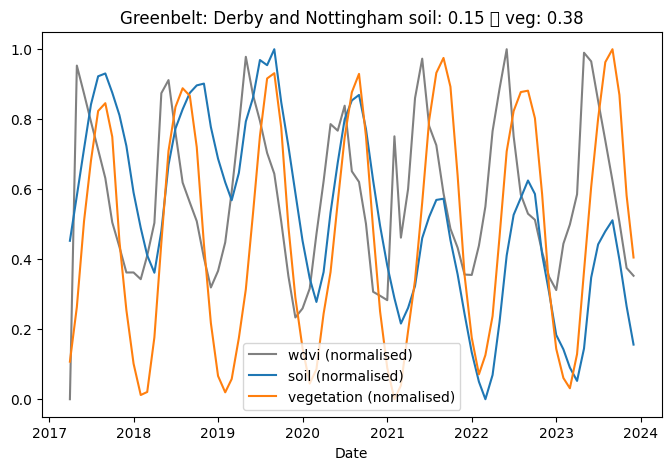 Greenbelt: Derby and Nottingham soil: 0.15 ▯ veg: 0.38
1.0
0.8
0.6
0.4
0.2
0.0
wdvi (normalised)
soil (normalised)
vegetation (normalised)
2017 2018 2019 2020 2021 2022 2023 2024
Date